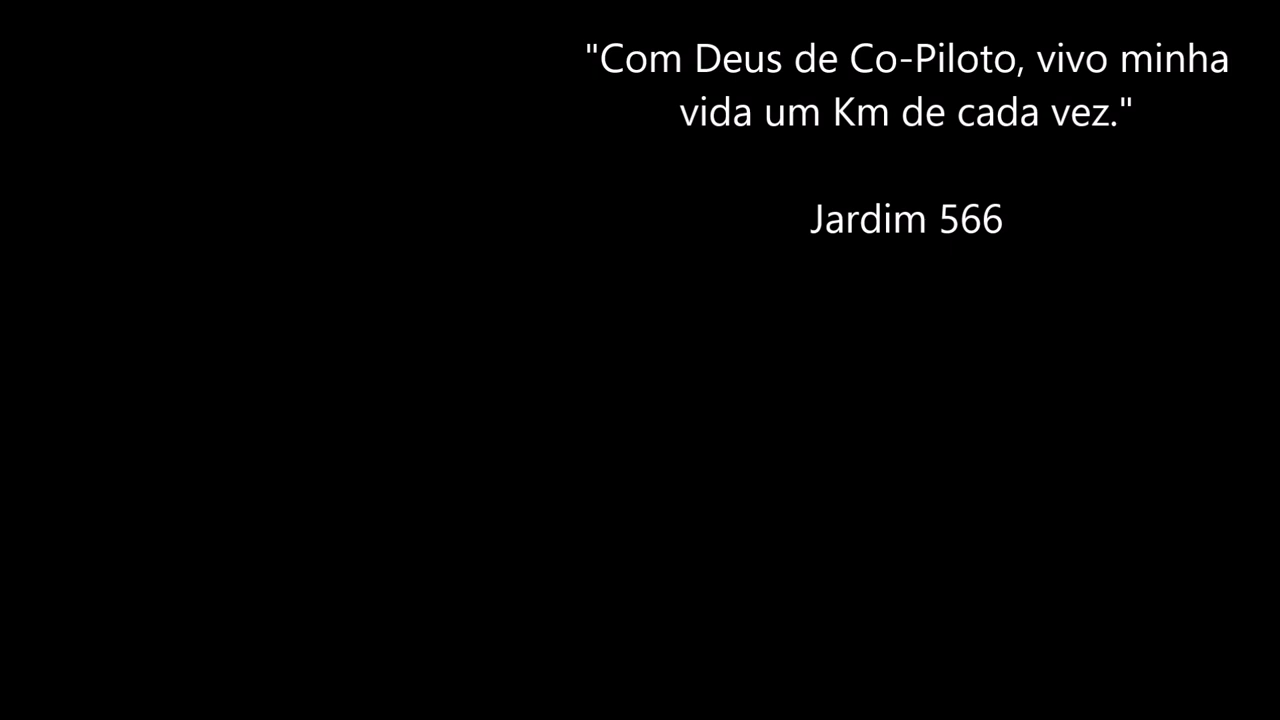 "Com Deus de Co-Piloto, vivo minha
vida um Km de cada vez."
Jardim 566